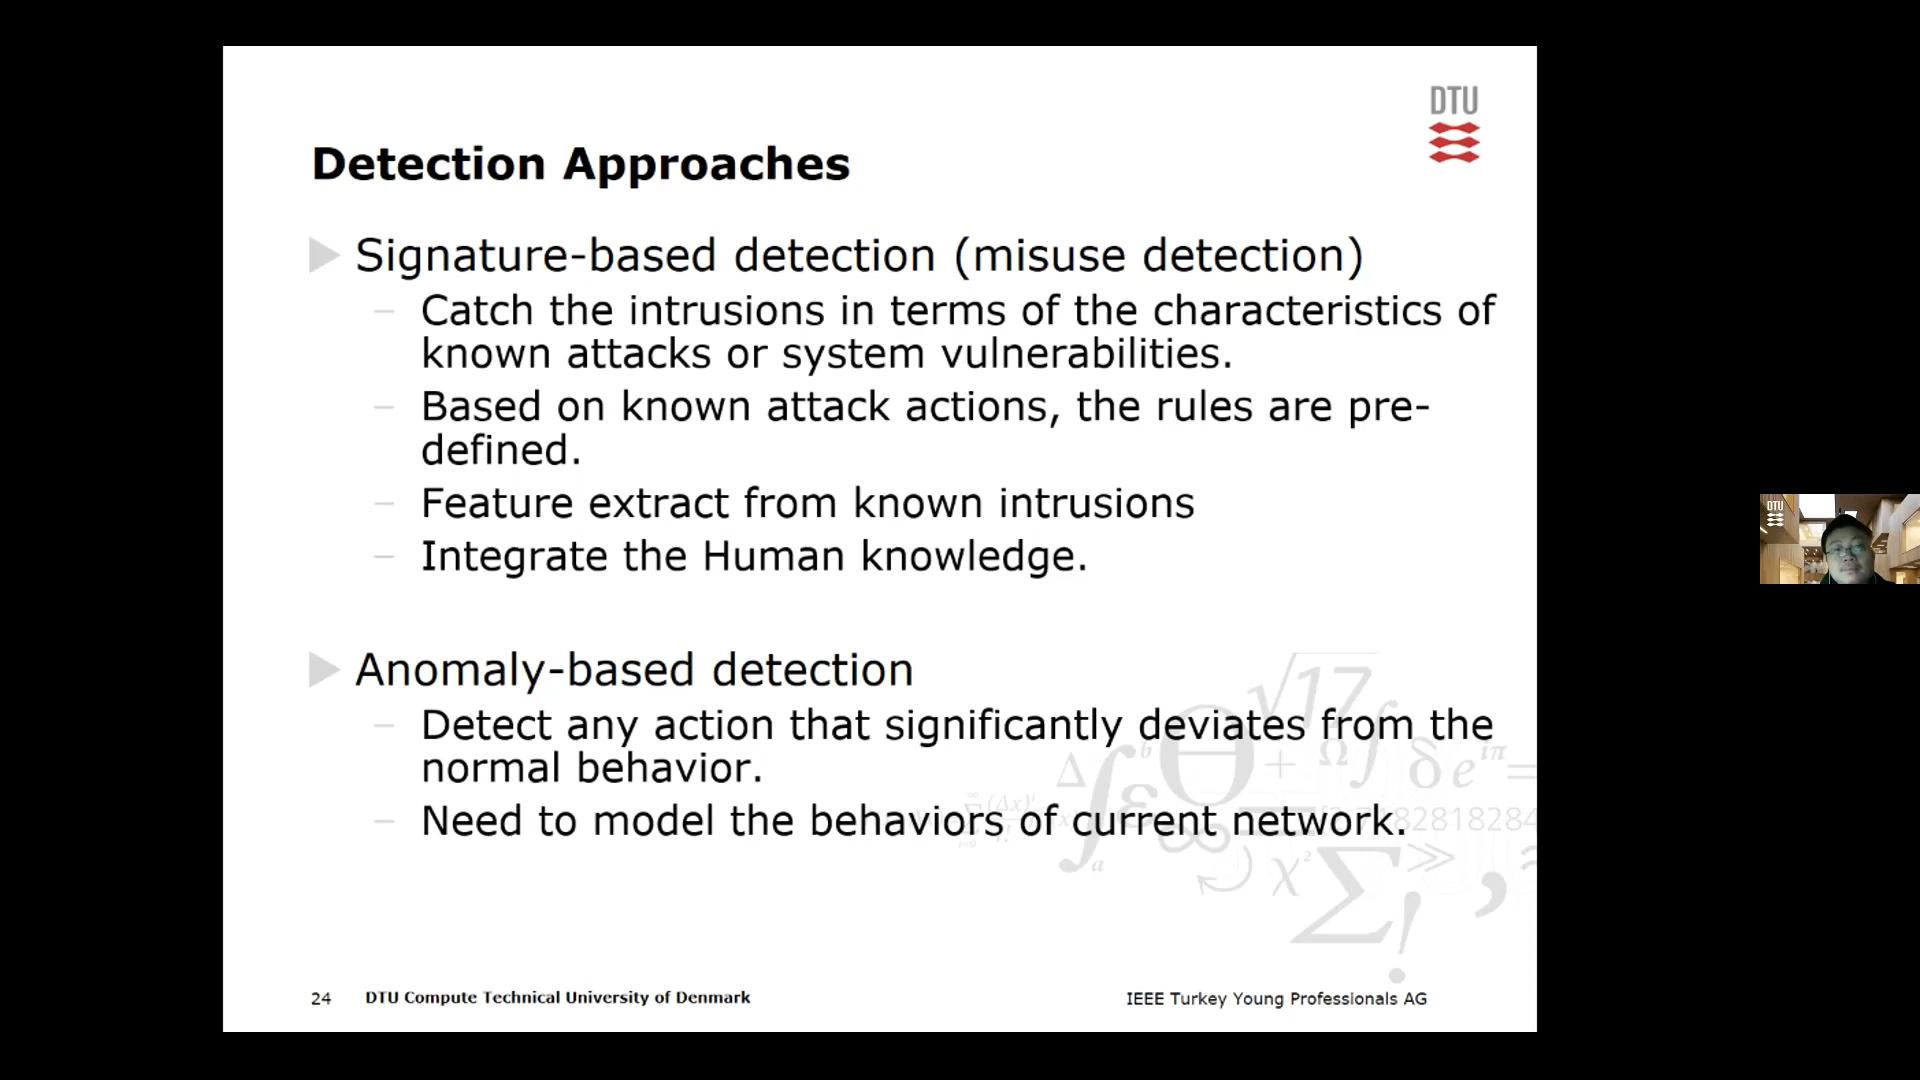 DTU
Detection Approaches
Signature-based detection (misuse detection)
– Catch the intrusions in terms of the characteristics of
known attacks or system vulnerabilities.
– Based on known attack actions, the rules are pre-
defined.
– Feature extract from known intrusions
– Integrate the Human knowledge.
Anomaly-based detection
– Detect any action that significantly deviates from the
normal behavior.
– Need to model the behaviors of current network.
24 DTU Compute Technical University of Denmark IEEE Turkey Young Professionals AG
DTU